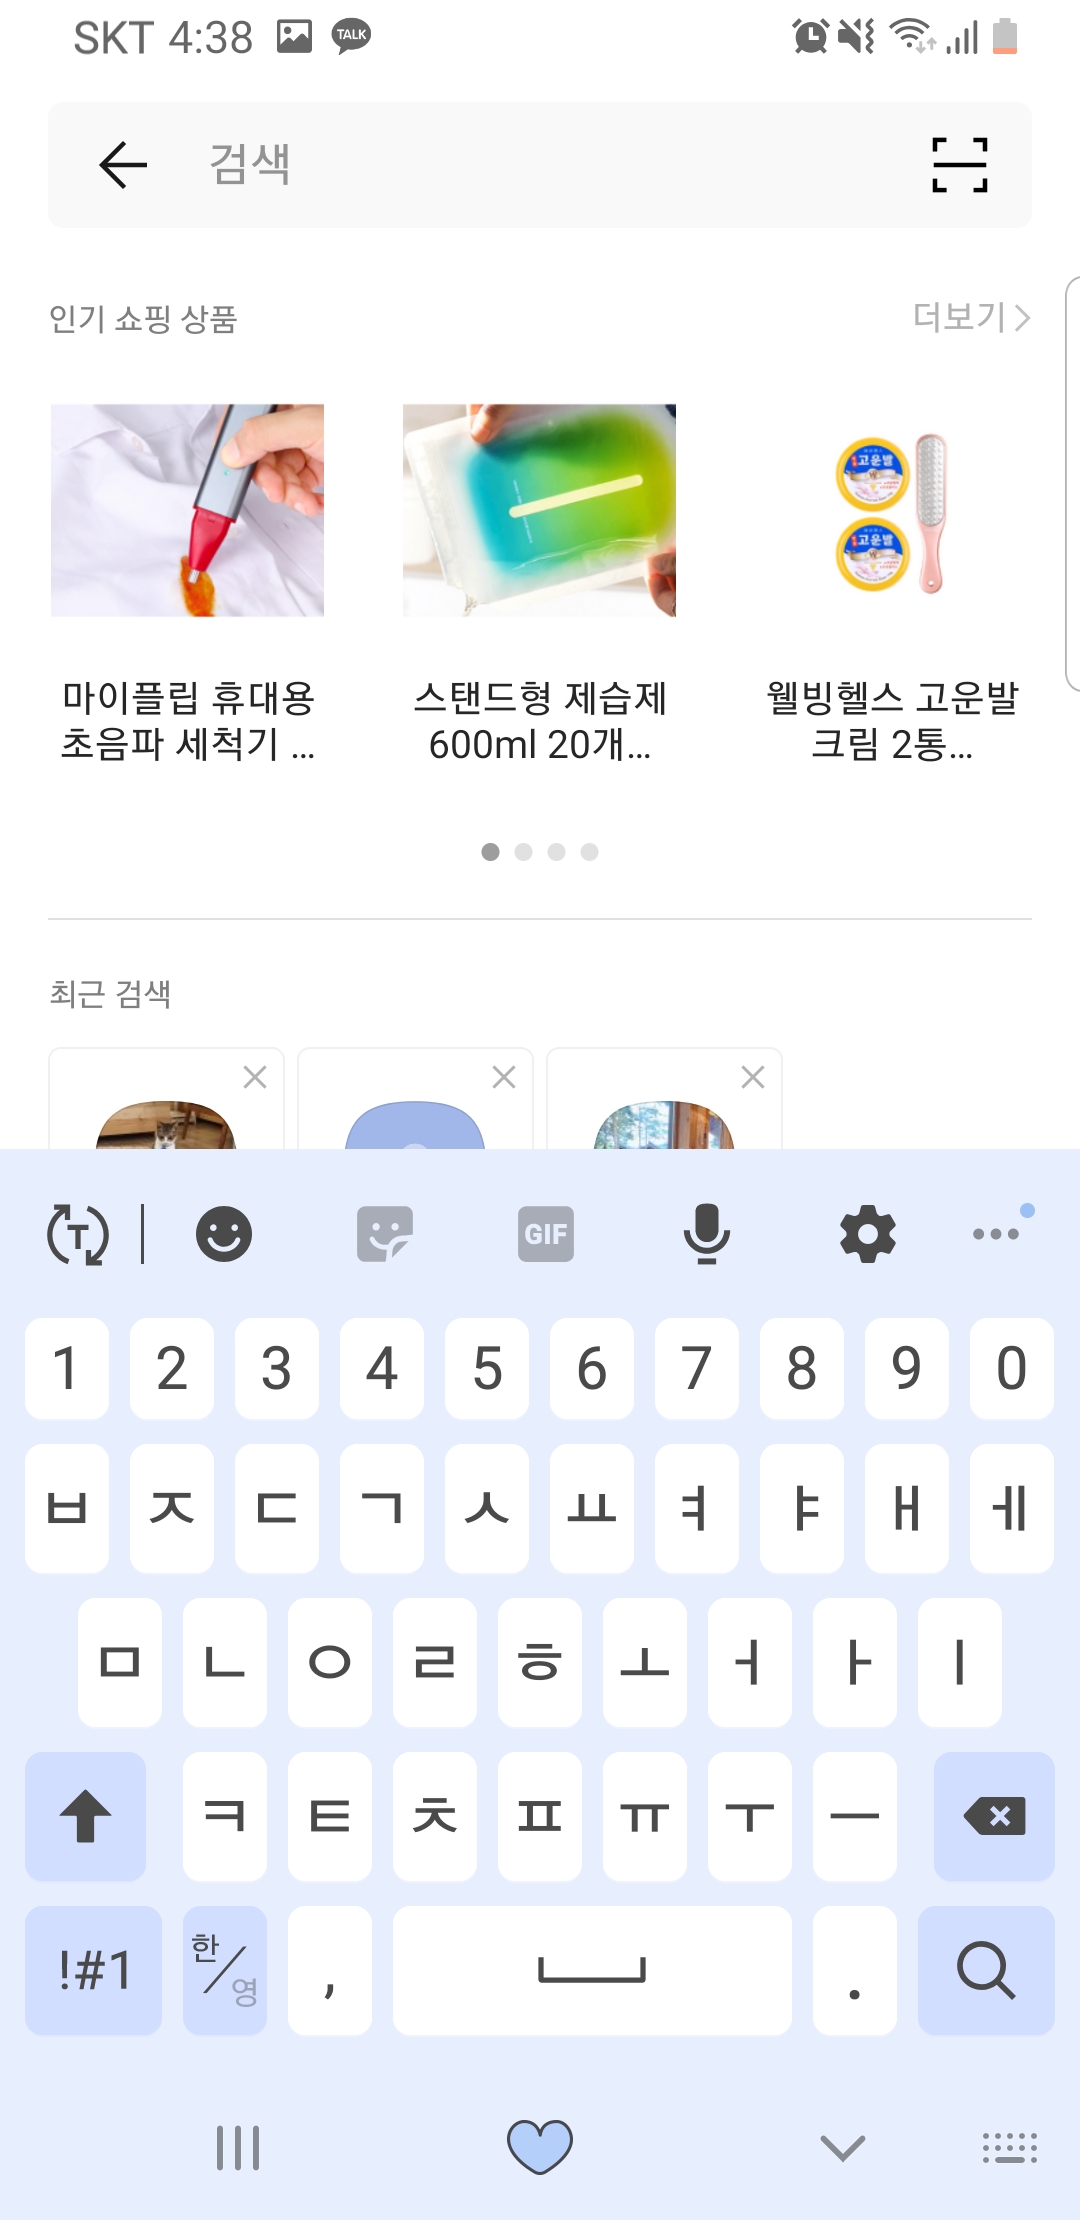 SKT 4:38
TALK
검색
인기 쇼핑 상품
더보기
고운발
고운발
마이플립 휴대용
초음파 세척기 ...
스탠드형 제습제
600ml 20개...
웰빙헬스 고운발
크림 2통...
최근 검색
T
GIF
1 2 3 4 5 6 7 8 9 0
ㅂ ㅈ ㄷ ㄱ ㅅ ㅛ ㅕ ㅑ ㅐ ㅔ
ㅁ ㄴ ㅇ ㄹ ㅎ ㅗ ㅓ ㅏ ㅣ
ㅋ ㅌ ㅊ ㅍ ㅠ ㅜ ㅡ
!#1 한/영 , .